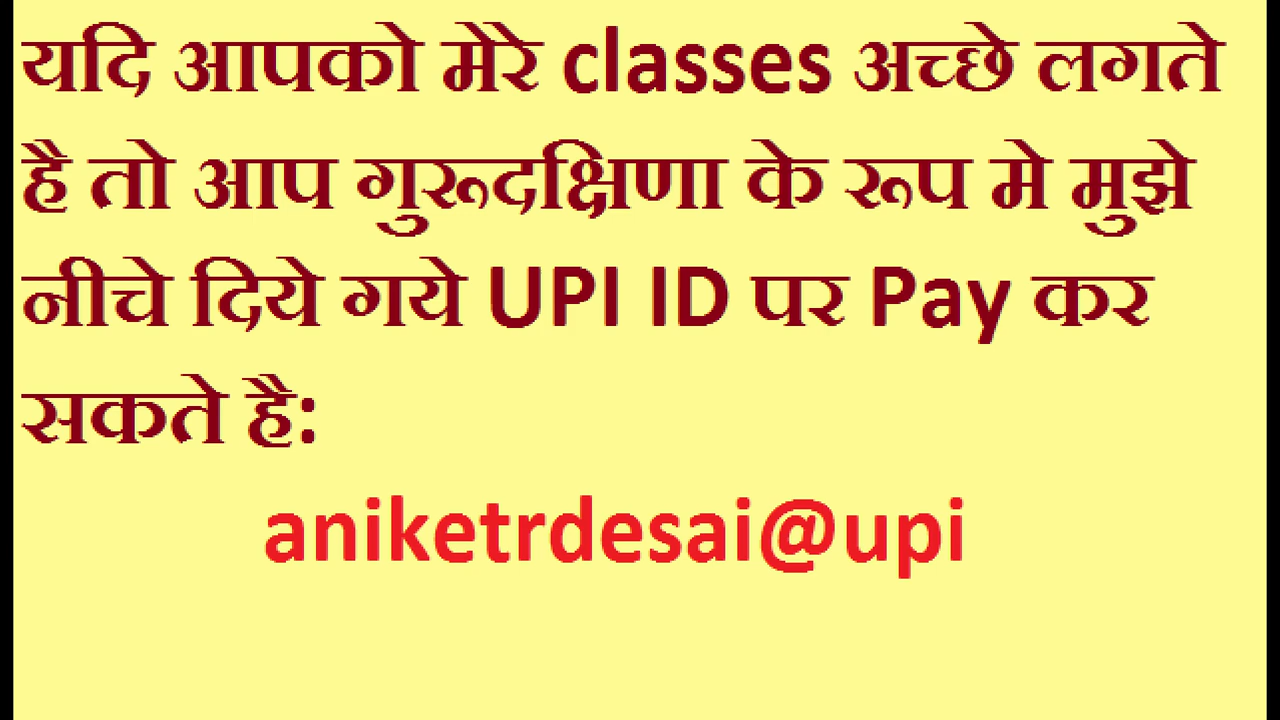 यदि आपको मेरे classes अच्छे लगते
है तो आप गुरूदक्षिणा के रूप मे मुझे
नीचे दिये गये UPI ID पर Pay कर
सकते है:
aniketrdesai@upi